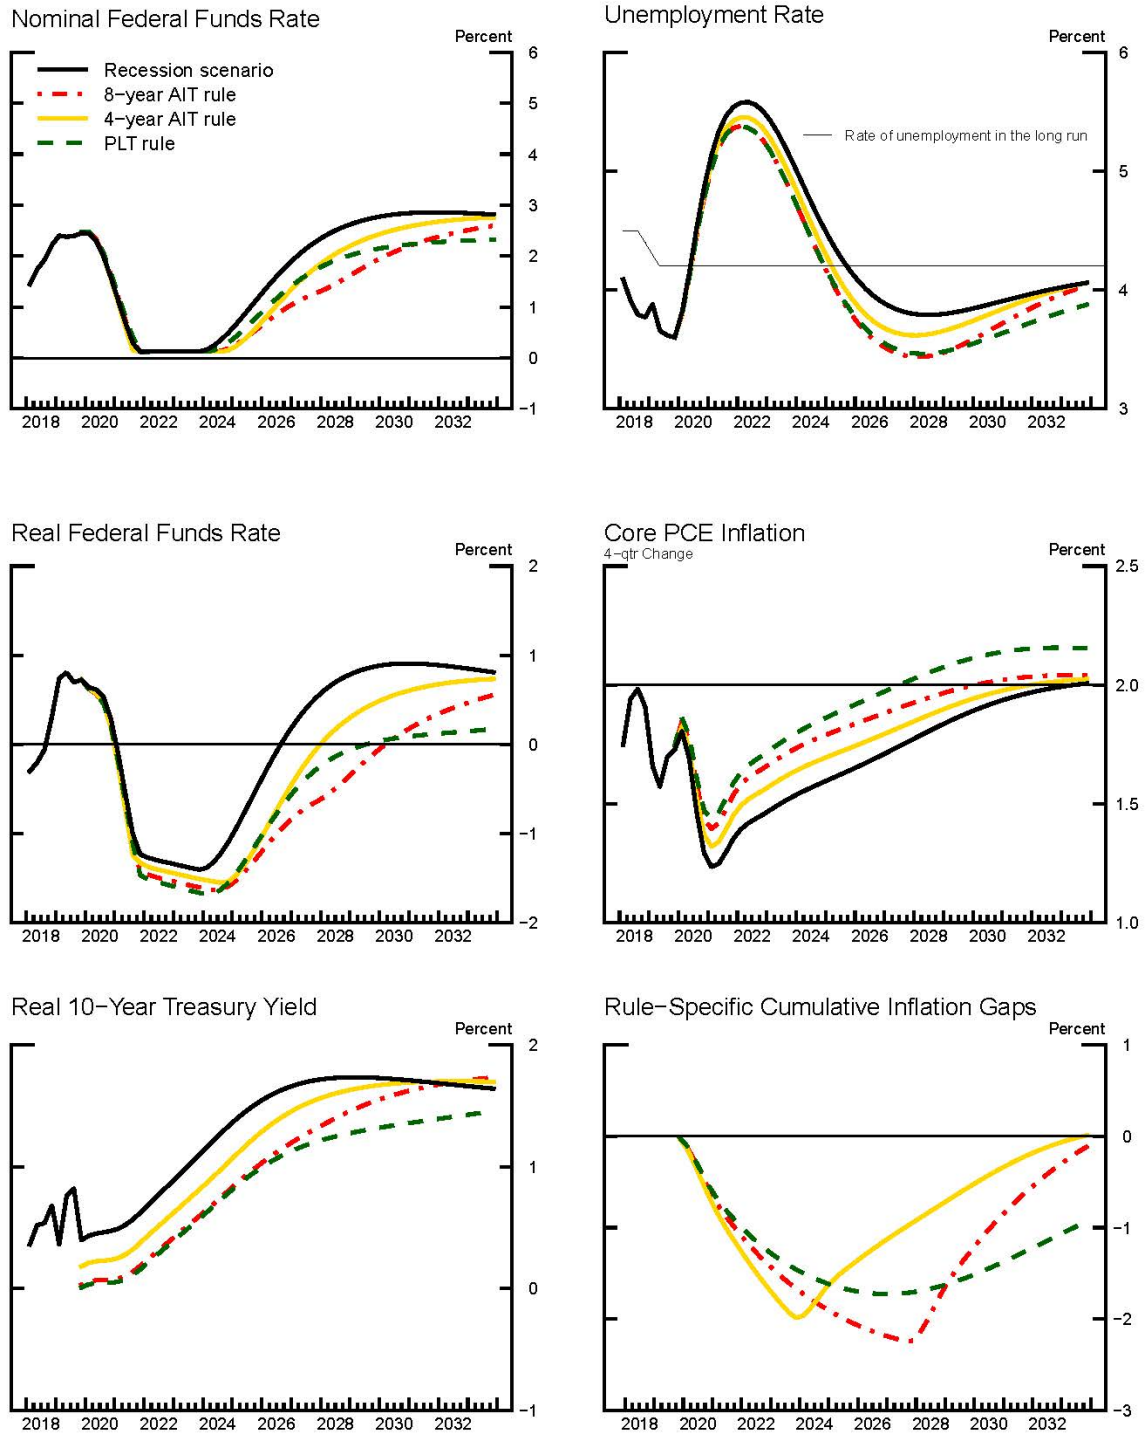 Nominal Federal Funds Rate
Percent
6
5
4
3
2
1
0
−1
Recession scenario
8−year AIT rule
4−year AIT rule
PLT rule
2018 2020 2022 2024 2026 2028 2030 2032
Unemployment Rate
Percent
6
5
4
3
Rate of unemployment in the long run
2018 2020 2022 2024 2026 2028 2030 2032
Real Federal Funds Rate
Percent
2
1
0
−1
−2
2018 2020 2022 2024 2026 2028 2030 2032
Core PCE Inflation
4−qtr Change
Percent
2.5
2.0
1.5
1.0
2018 2020 2022 2024 2026 2028 2030 2032
Real 10−Year Treasury Yield
Percent
2
1
0
−1
2018 2020 2022 2024 2026 2028 2030 2032
Rule−Specific Cumulative Inflation Gaps
Percent
1
0
−1
−2
−3
2018 2020 2022 2024 2026 2028 2030 2032